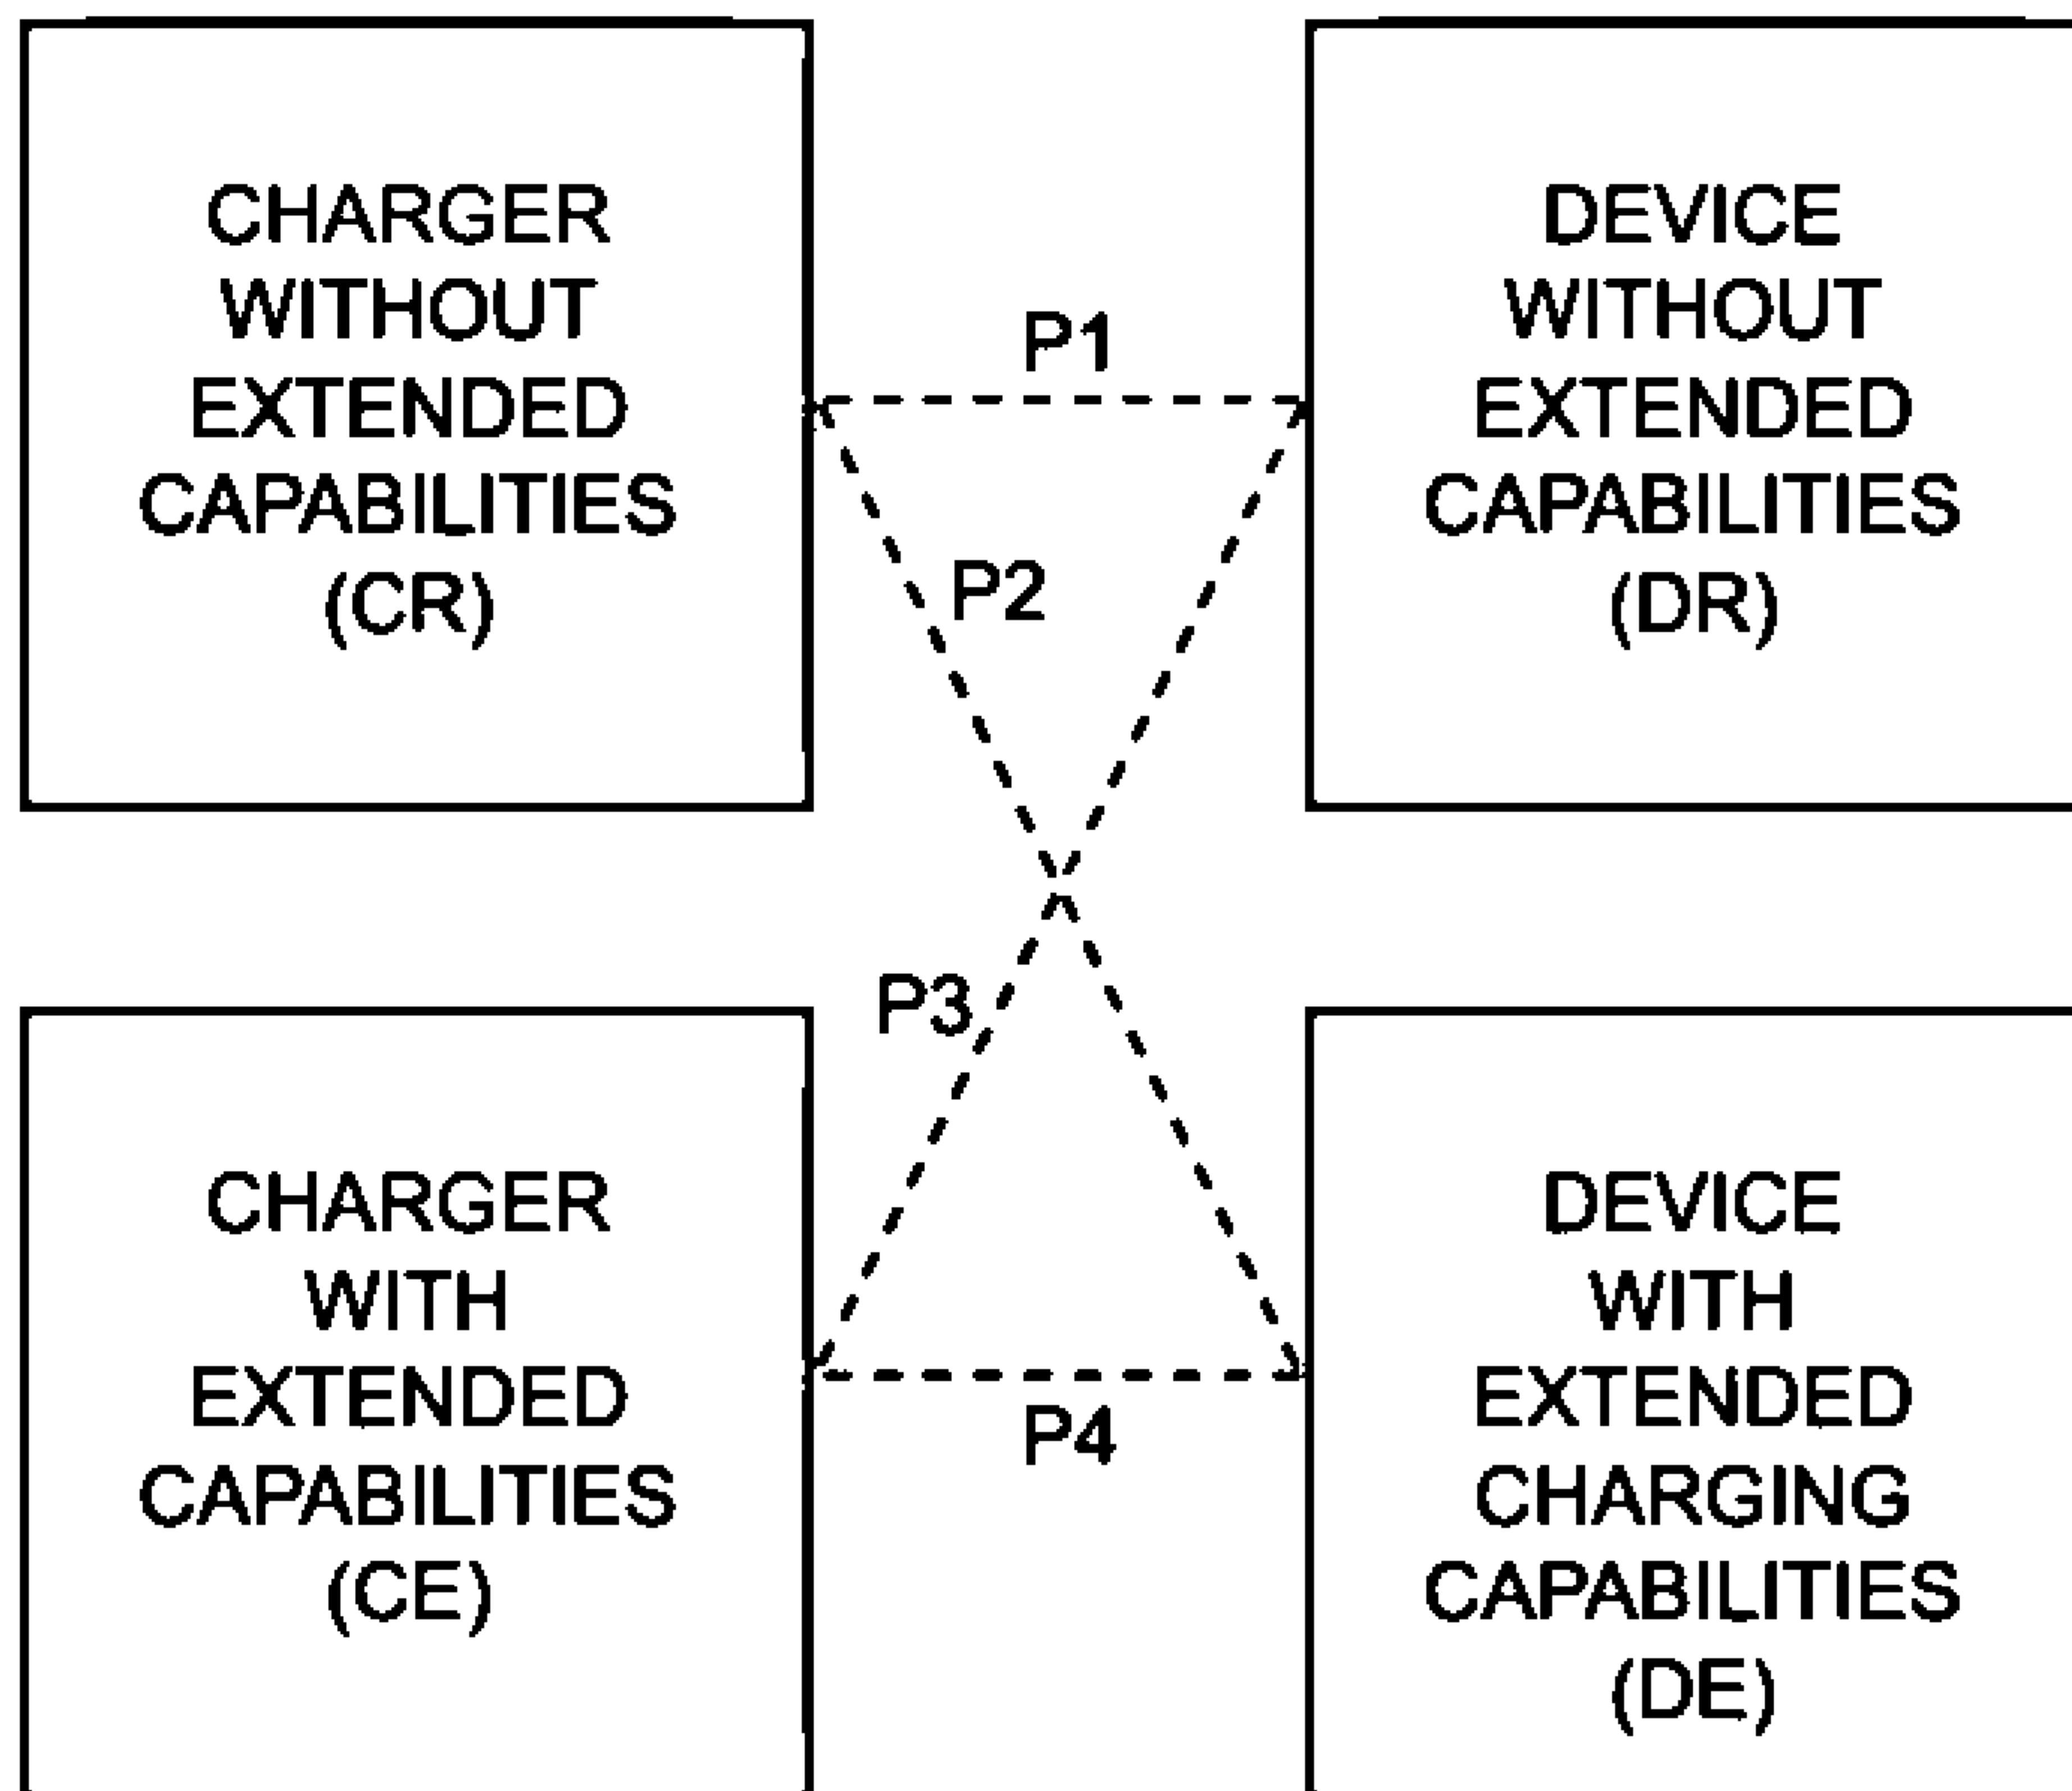 CHARGER
WITHOUT
EXTENDED
CAPABILITIES
(CR)
P1
P2
DEVICE
WITHOUT
EXTENDED
CAPABILITIES
(DR)
P3
CHARGER
WITH
EXTENDED
CAPABILITIES
(CE)
P4
DEVICE
WITH
EXTENDED
CHARGING
CAPABILITIES
(DE)